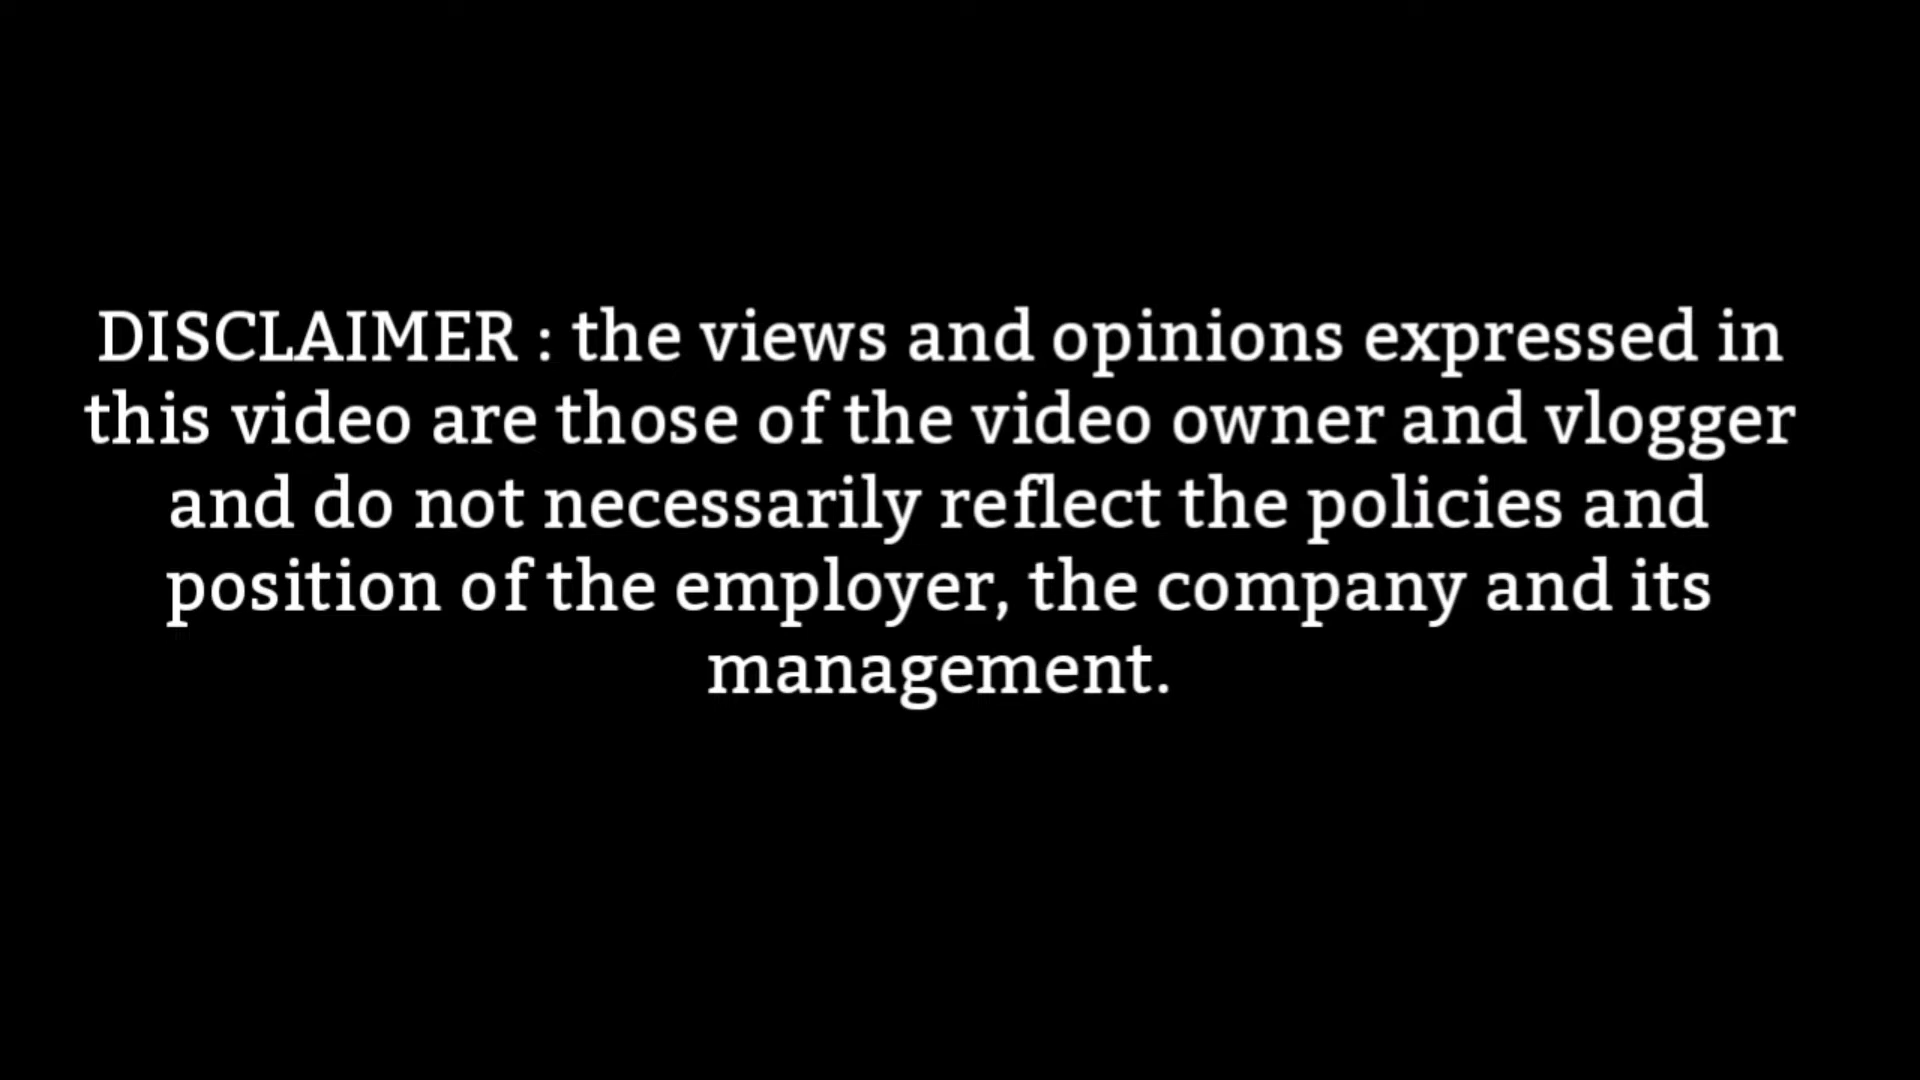 DISCLAIMER : the views and opinions expressed in
this video are those of the video owner and vlogger
and do not necessarily reflect the policies and
position of the employer, the company and its
management.